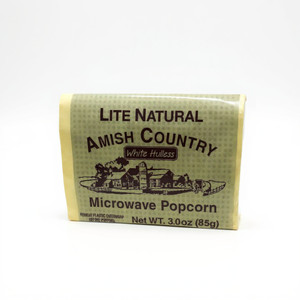 LITE NATURAL
AMISH COUNTRY
White Hulless
Microwave Popcorn
Net WT. 3.0oz (85g)